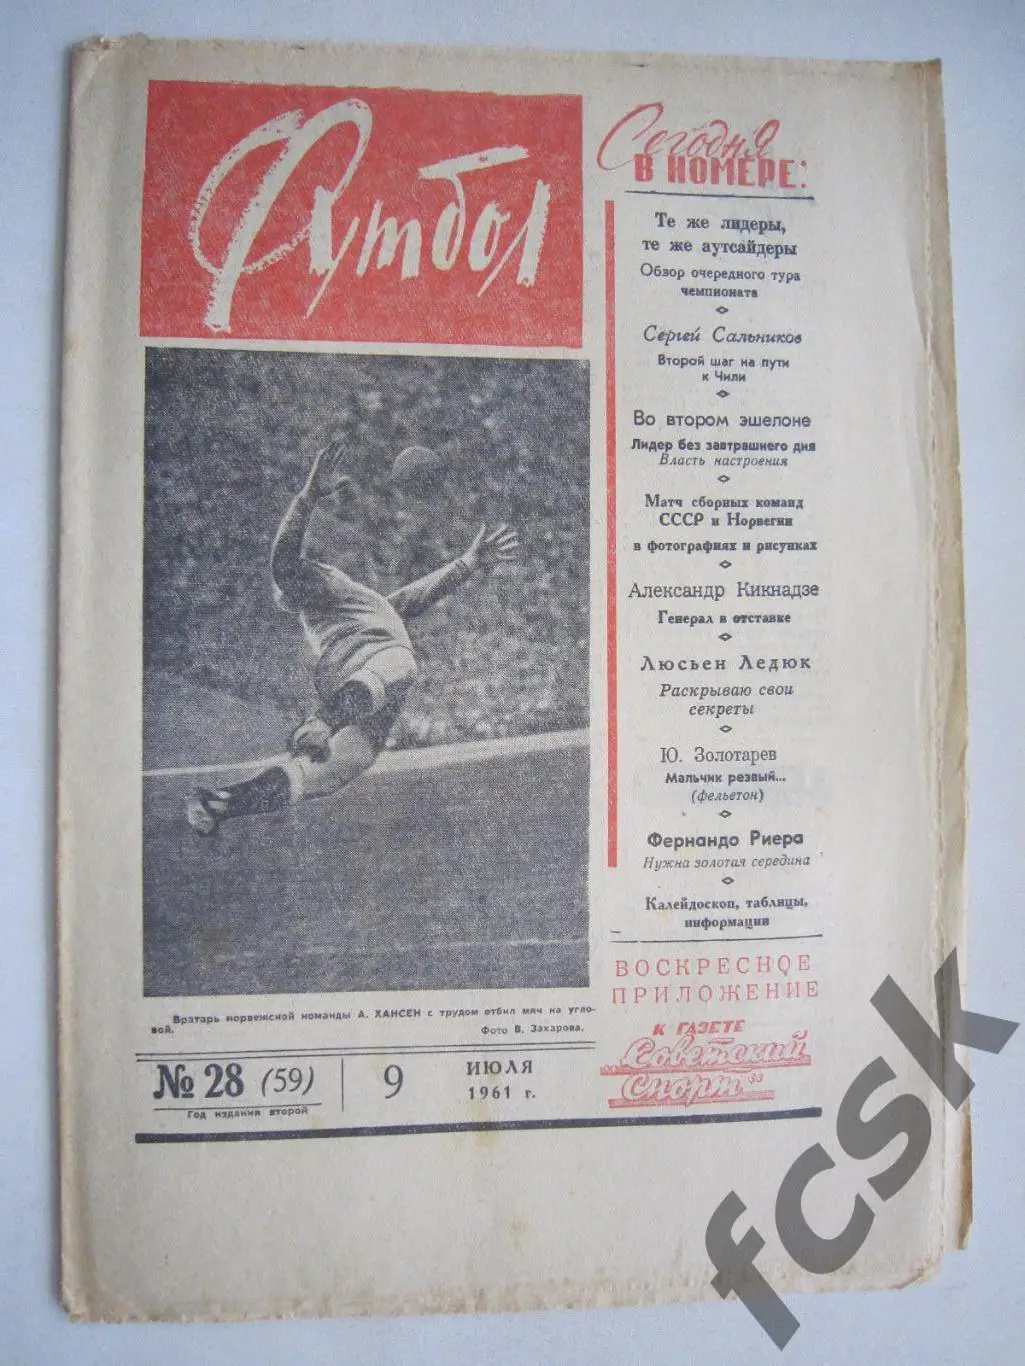 Футбол
Сегодня
В НОМЕРЕ:
Те же лидеры,
те же аутсайдеры
Обзор очередного тура
чемпионата
Сергей Сальников
Второй шаг на пути
к Чили
Во втором эшелоне
Лидер без завтрашнего дня
Власть настроения
Матч сборных команд
СССР и Норвегии
в фотографиях и рисунках
Александр Кикнадзе
Генерал в отставке
Люсьен Ледюк
Раскрываю свои
секреты
Ю. Золотарев
Мальчик резвый...
(фельетон)
Фернандо Риера
Нужна золотая середина
Калейдоскоп, таблицы,
информации
ВОСКРЕСНОЕ
ПРИЛОЖЕНИЕ
К ГАЗЕТЕ
„Советский
Спорт“
Вратарь норвежской команды А. ХАНСЕН с трудом отбил мяч на угло-
вой. Фото В. Захарова.
№ 28 (59)
Год издания второй
9
ИЮЛЯ
1961 г.
fcsk